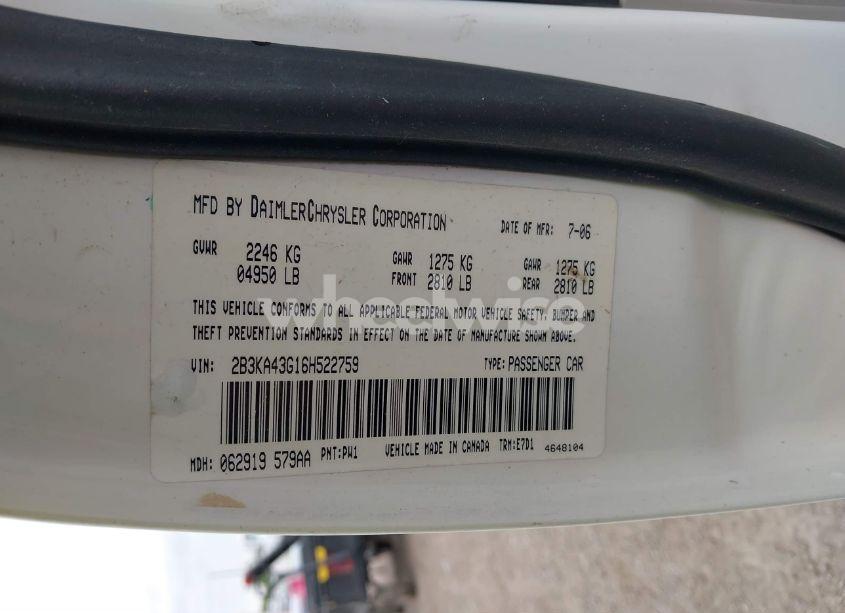 MFD BY DAIMLERCHRYSLER CORPORATION DATE OF MFR: 7-06
GVWR 2246 KG GAWR 1275 KG GAWR 1275 KG
04950 LB FRONT 2810 LB REAR 2810 LB
THIS VEHICLE CONFORMS TO ALL APPLICABLE FEDERAL MOTOR VEHICLE SAFETY, BUMPER AND
THEFT PREVENTION STANDARDS IN EFFECT ON THE DATE OF MANUFACTURE SHOWN ABOVE.
wheelwise
VIN: 2B3KA43G16H522759 TYPE: PASSENGER CAR
MDH: 062919 579AA PNT:PW1 VEHICLE MADE IN CANADA TRM:E7D1 4648104